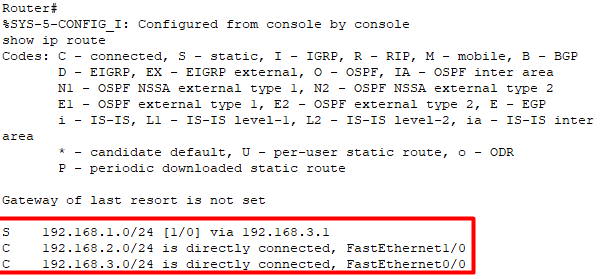 Router#
%SYS-5-CONFIG_I: Configured from console by console
show ip route
Codes: C - connected, S - static, I - IGRP, R - RIP, M - mobile, B - BGP
D - EIGRP, EX - EIGRP external, O - OSPF, IA - OSPF inter area
N1 - OSPF NSSA external type 1, N2 - OSPF NSSA external type 2
E1 - OSPF external type 1, E2 - OSPF external type 2, E - EGP
i - IS-IS, L1 - IS-IS level-1, L2 - IS-IS level-2, ia - IS-IS inter
area
* - candidate default, U - per-user static route, o - ODR
P - periodic downloaded static route
Gateway of last resort is not set
S 192.168.1.0/24 [1/0] via 192.168.3.1
C 192.168.2.0/24 is directly connected, FastEthernet1/0
C 192.168.3.0/24 is directly connected, FastEthernet0/0